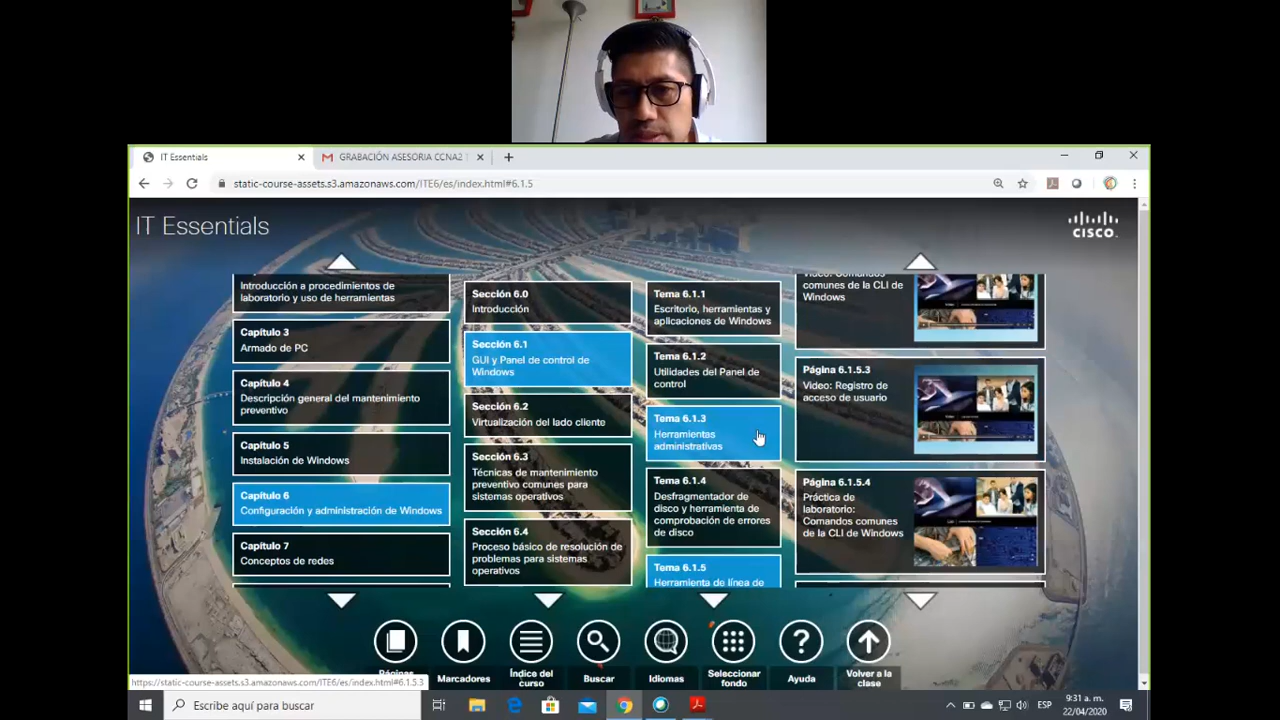 IT Essentials
GRABACIÓN ASESORIA CCNA2
static-course-assets.s3.amazonaws.com/ITE6/es/index.html#6.1.5
IT Essentials
CISCO
Introducción a procedimientos de
laboratorio y uso de herramientas
Capítulo 3
Armado de PC
Capítulo 4
Descripción general del mantenimiento
preventivo
Capítulo 5
Instalación de Windows
Capítulo 6
Configuración y administración de Windows
Capítulo 7
Conceptos de redes
Sección 6.0
Introducción
Sección 6.1
GUI y Panel de control de
Windows
Sección 6.2
Virtualización del lado cliente
Sección 6.3
Técnicas de mantenimiento
preventivo comunes para
sistemas operativos
Sección 6.4
Proceso básico de resolución de
problemas para sistemas
operativos
Tema 6.1.1
Escritorio, herramientas y
aplicaciones de Windows
Tema 6.1.2
Utilidades del Panel de
control
Tema 6.1.3
Herramientas
administrativas
Tema 6.1.4
Desfragmentador de
disco y herramienta de
comprobación de errores
de disco
Tema 6.1.5
Herramienta de línea de
Video: Comandos
comunes de la CLI de
Windows
Página 6.1.5.3
Video: Registro de
acceso de usuario
Página 6.1.5.4
Práctica de
laboratorio:
Comandos comunes
de la CLI de Windows
Marcadores
Índice del
curso
Buscar
Idiomas
Seleccionar
fondo
Ayuda
Volver a la
clase
https://static-course-assets.s3.amazonaws.com/ITE6/es/index.html#6.1.5.3
Escribe aquí para buscar
ESP
9:31 a. m.
22/04/2020